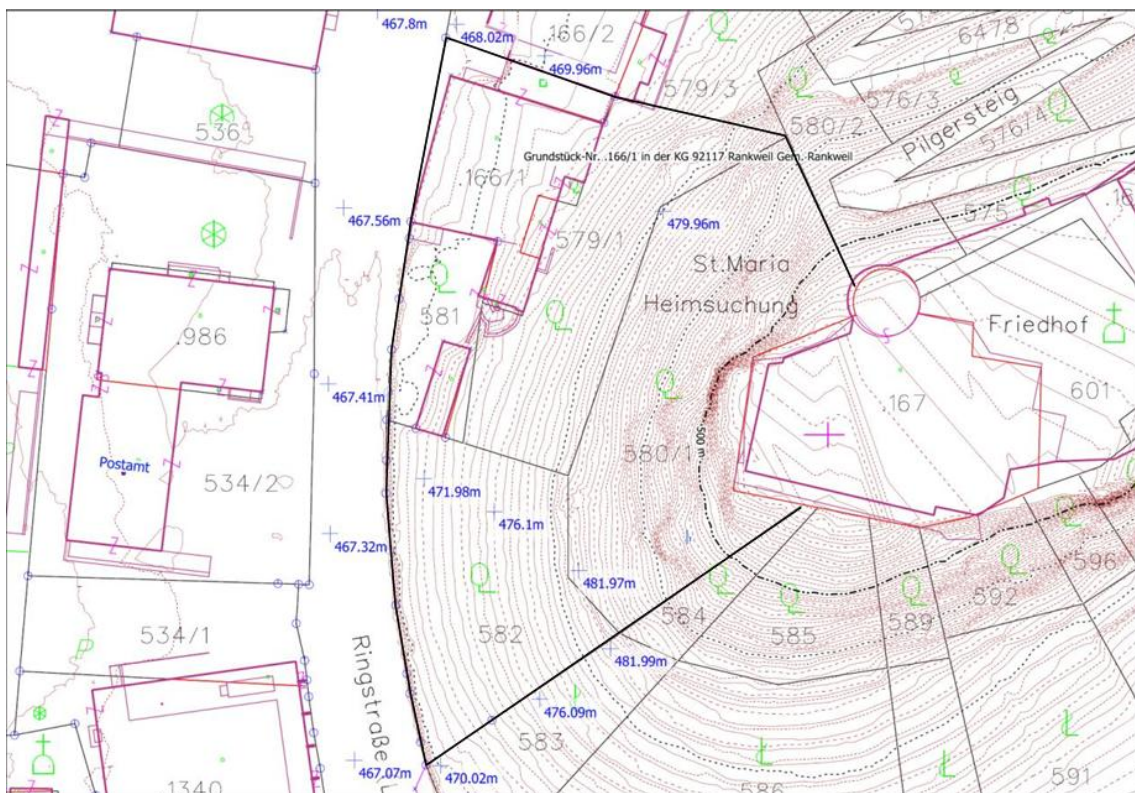 467.8m
468.02m
.166/2
469.96m
579/3
6478
576/3
576/4
Pilgersteig
580/2
536
Grundstück-Nr. .166/1 in der KG 92117 Rankweil Gem. Rankweil
.166/1
575
467.56m
479.96m
579/1
St.Maria
Heimsuchung
581
Friedhof
.986
.167
601
467.41m
500 m
580/1
Postamt
534/2
471.98m
476.1m
467.32m
481.97m
596
592
589
584
585
534/1
582
Ringstraße
481.99m
476.09m
583
467.07m
470.02m
1340
586
591